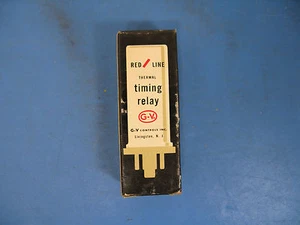 RED LINE
THERMAL
timing
relay
G-V
G-V CONTROLS INC.
Livingston, N. J.